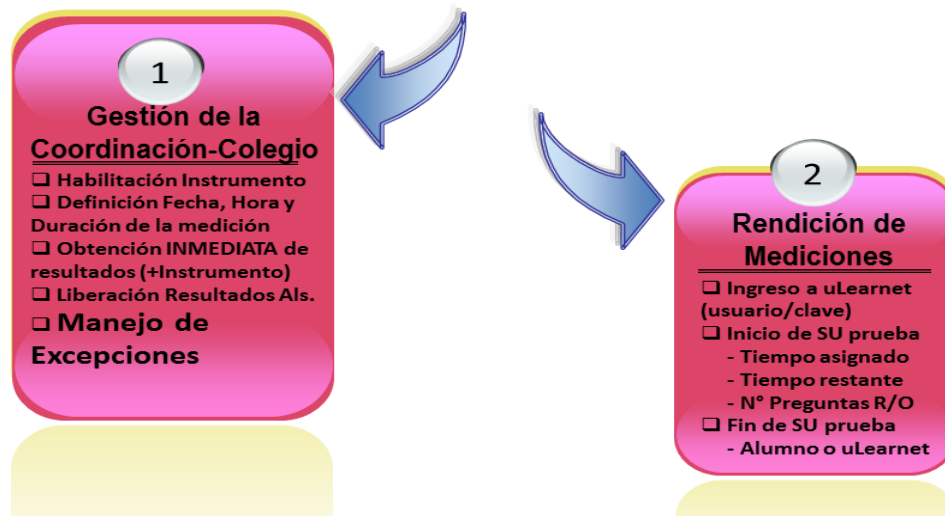 1
Gestión de la
Coordinación-Colegio
❑ Habilitación Instrumento
❑ Definición Fecha, Hora y
Duración de la medición
❑ Obtención INMEDIATA de
resultados (+Instrumento)
❑ Liberación Resultados Als.
❑ Manejo de
Excepciones
2
Rendición de
Mediciones
❑ Ingreso a uLearnet
(usuario/clave)
❑ Inicio de SU prueba
- Tiempo asignado
- Tiempo restante
- N° Preguntas R/O
❑ Fin de SU prueba
- Alumno o uLearnet